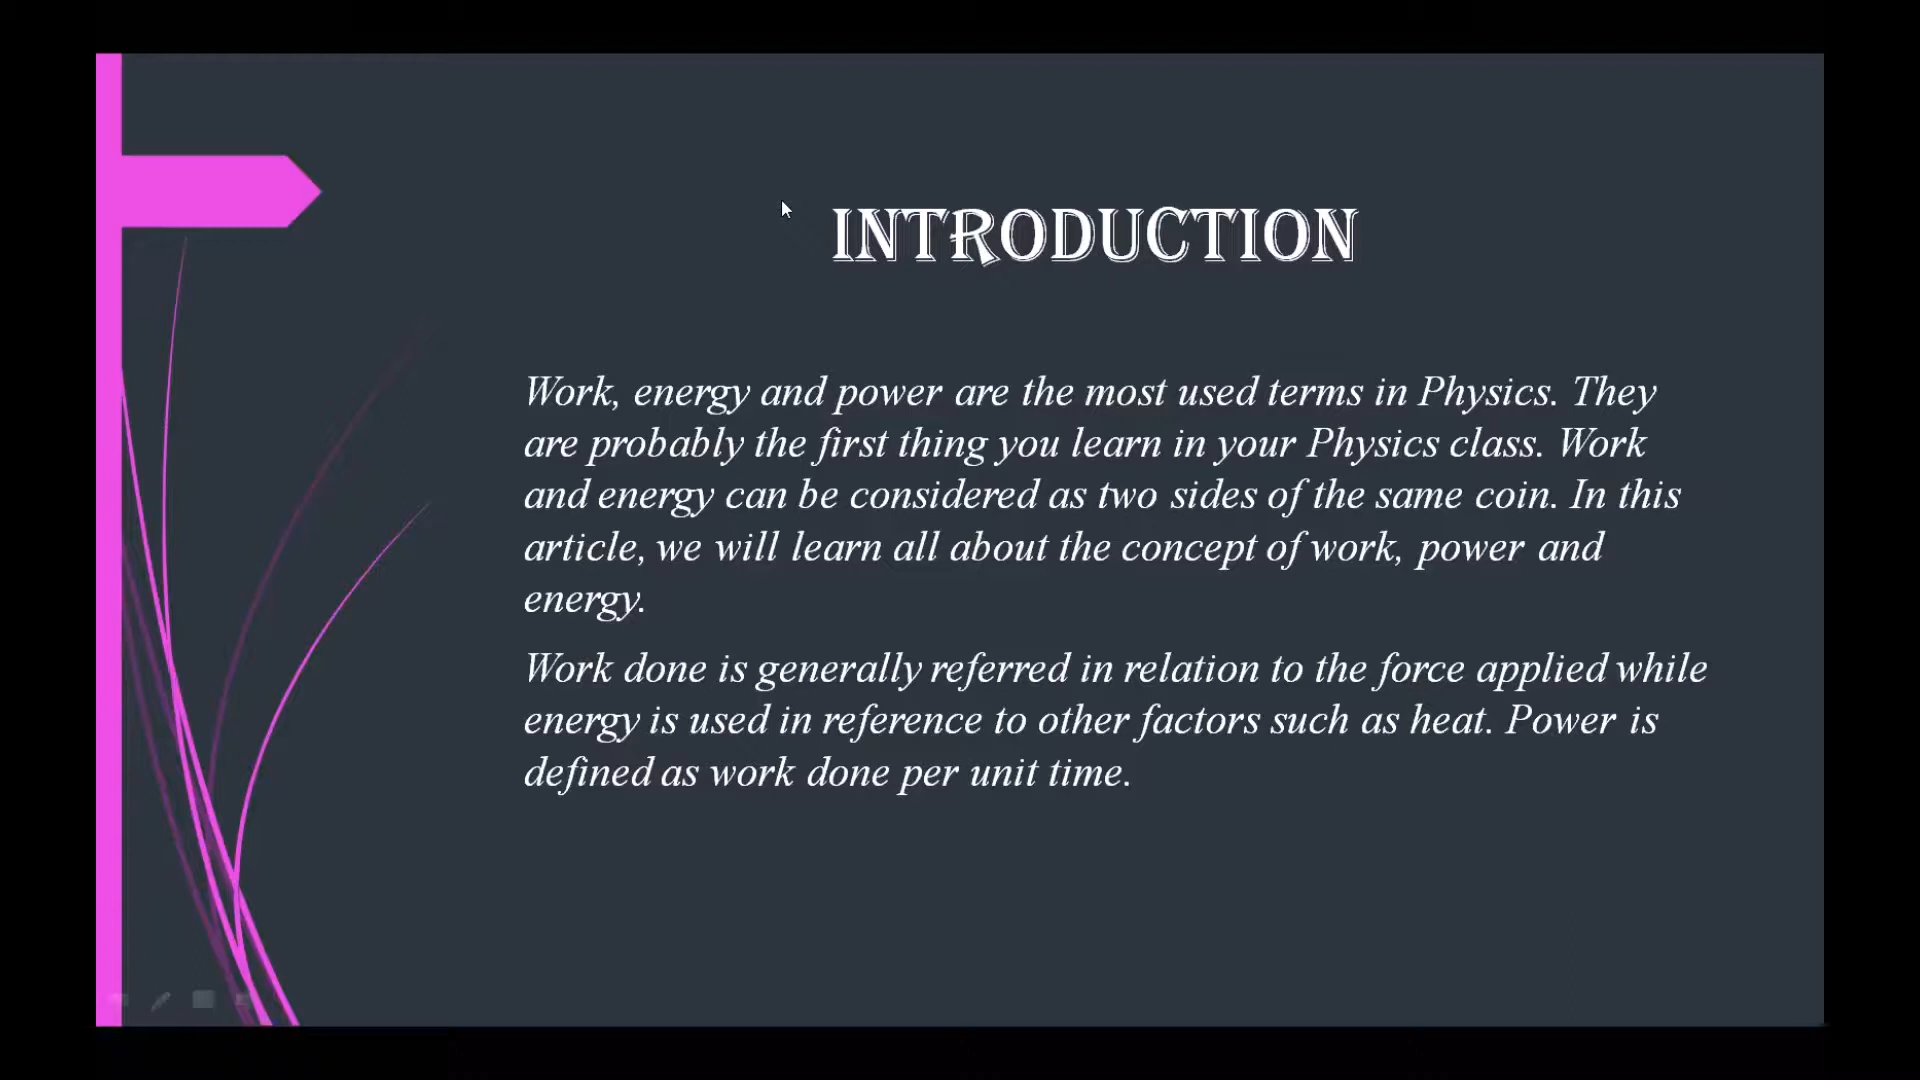 INTRODUCTION
Work, energy and power are the most used terms in Physics. They
are probably the first thing you learn in your Physics class. Work
and energy can be considered as two sides of the same coin. In this
article, we will learn all about the concept of work, power and
energy.
Work done is generally referred in relation to the force applied while
energy is used in reference to other factors such as heat. Power is
defined as work done per unit time.